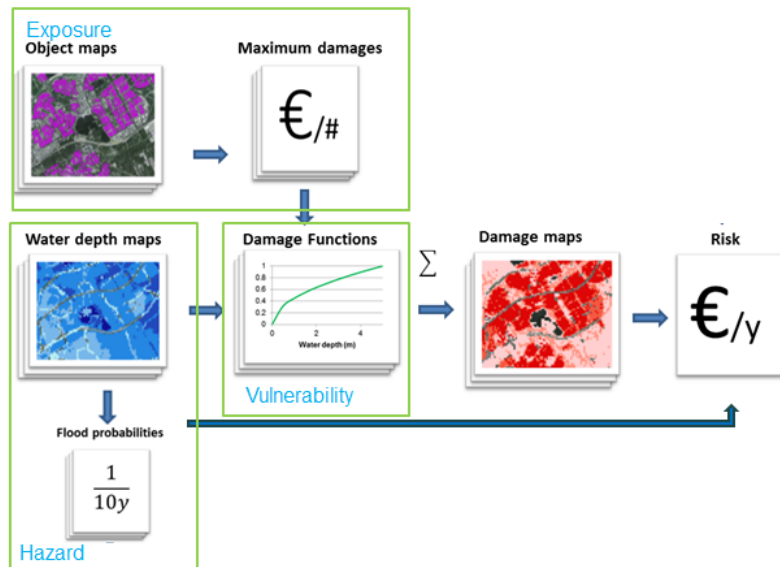 Exposure
Object maps
Maximum damages
€/#
Water depth maps
Damage Functions
1
0.8
0.6
0.4
0.2
0
0 2 4
Water depth (m)
Vulnerability
∑
Damage maps
Risk
€/y
Flood probabilities
1
10y
Hazard